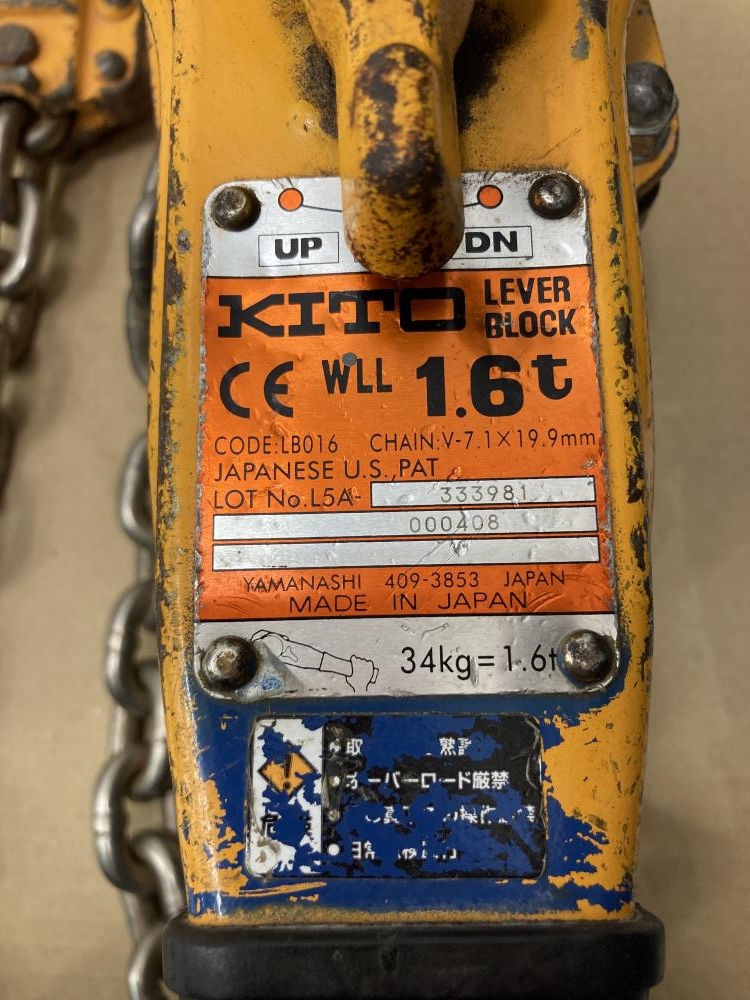 UP DN
KITO LEVER BLOCK
CE WLL 1.6t
CODE:LB016 CHAIN:V-7.1×19.9mm
JAPANESE U.S. PAT
LOT No. L5A- 333981
000408
YAMANASHI 409-3853 JAPAN
MADE IN JAPAN
34kg=1.6t
取
オーバーロード厳禁